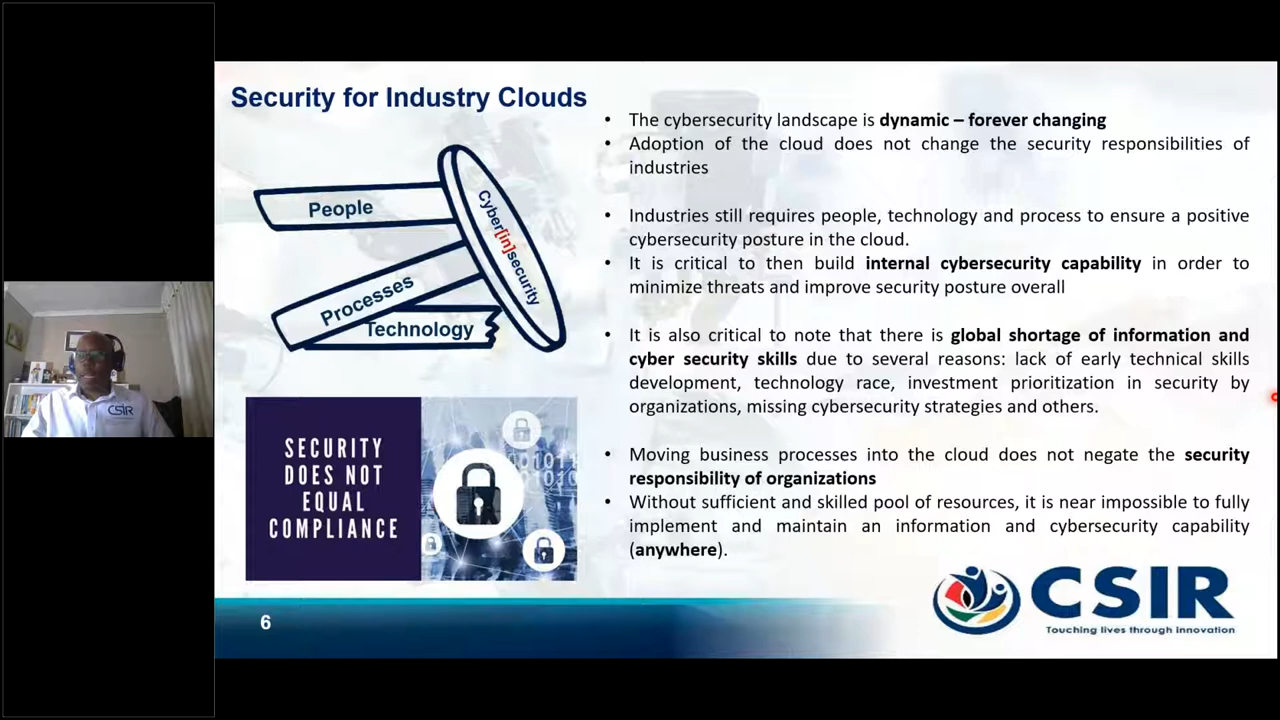 Security for Industry Clouds
People
Processes
Technology
Cyber[in]security
SECURITY
DOES NOT
EQUAL
COMPLIANCE
• The cybersecurity landscape is dynamic – forever changing
• Adoption of the cloud does not change the security responsibilities of
industries
• Industries still requires people, technology and process to ensure a positive
cybersecurity posture in the cloud.
• It is critical to then build internal cybersecurity capability in order to
minimize threats and improve security posture overall
• It is also critical to note that there is global shortage of information and
cyber security skills due to several reasons: lack of early technical skills
development, technology race, investment prioritization in security by
organizations, missing cybersecurity strategies and others.
• Moving business processes into the cloud does not negate the security
responsibility of organizations
• Without sufficient and skilled pool of resources, it is near impossible to fully
implement and maintain an information and cybersecurity capability
(anywhere).
CSIR
Touching lives through innovation
6
CSIR